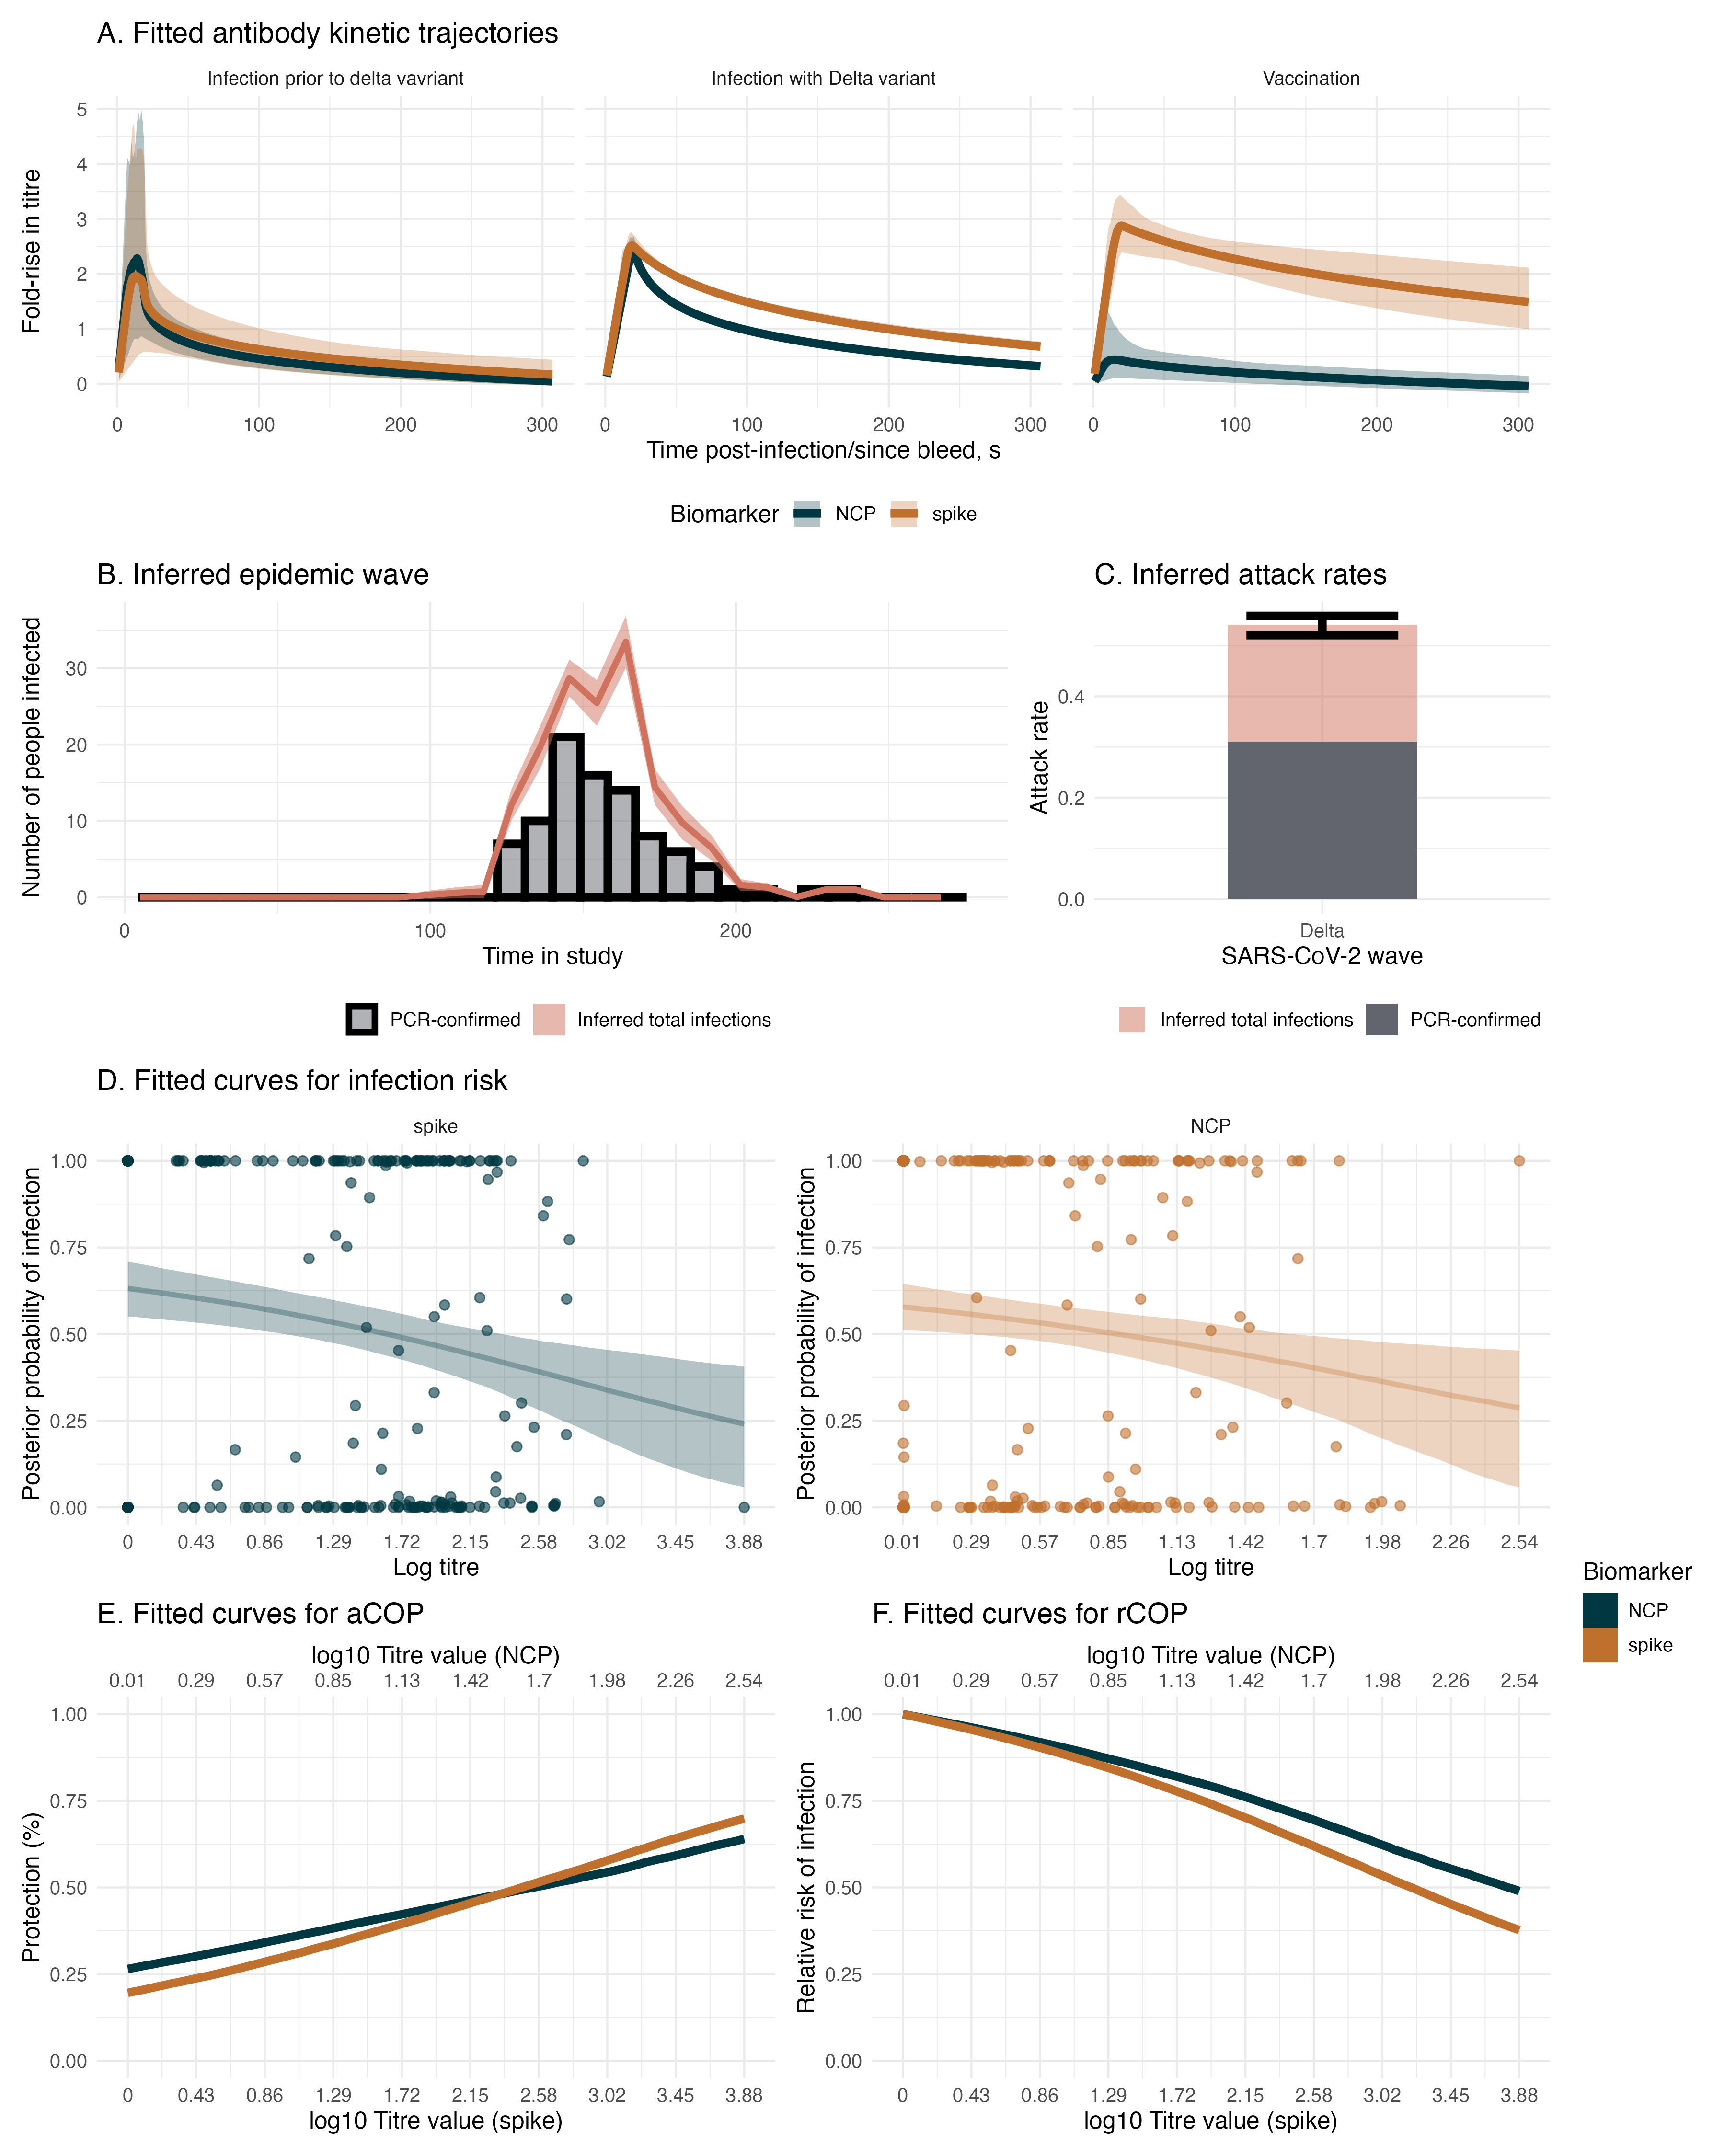 A. Fitted antibody kinetic trajectories
Infection prior to delta vavriant
Infection with Delta variant
Vaccination
Fold-rise in titre
5
4
3
2
1
0
0 100 200 300
0 100 200 300
0 100 200 300
Time post-infection/since bleed, s
Biomarker NCP spike
B. Inferred epidemic wave
Number of people infected
30
20
10
0
0 100 200
Time in study
PCR-confirmed Inferred total infections
C. Inferred attack rates
Attack rate
0.4
0.2
0.0
Delta
SARS-CoV-2 wave
Inferred total infections PCR-confirmed
D. Fitted curves for infection risk
spike
Posterior probability of infection
1.00
0.75
0.50
0.25
0.00
0 0.43 0.86 1.29 1.72 2.15 2.58 3.02 3.45 3.88
Log titre
NCP
Posterior probability of infection
1.00
0.75
0.50
0.25
0.00
0.01 0.29 0.57 0.85 1.13 1.42 1.7 1.98 2.26 2.54
Log titre
E. Fitted curves for aCOP
log10 Titre value (NCP)
0.01 0.29 0.57 0.85 1.13 1.42 1.7 1.98 2.26 2.54
Protection (%)
1.00
0.75
0.50
0.25
0.00
0 0.43 0.86 1.29 1.72 2.15 2.58 3.02 3.45 3.88
log10 Titre value (spike)
F. Fitted curves for rCOP
log10 Titre value (NCP)
0.01 0.29 0.57 0.85 1.13 1.42 1.7 1.98 2.26 2.54
Relative risk of infection
1.00
0.75
0.50
0.25
0.00
0 0.43 0.86 1.29 1.72 2.15 2.58 3.02 3.45 3.88
log10 Titre value (spike)
Biomarker
NCP
spike